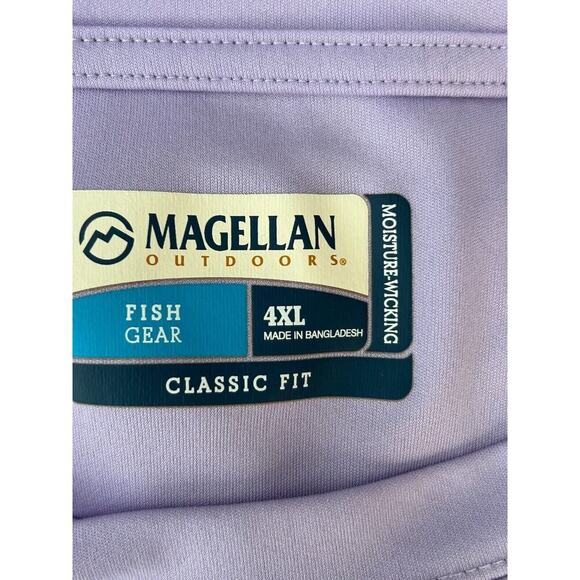 MAGELLAN
OUTDOORS®
MOISTURE-WICKING
FISH
GEAR
4XL
MADE IN BANGLADESH
CLASSIC FIT